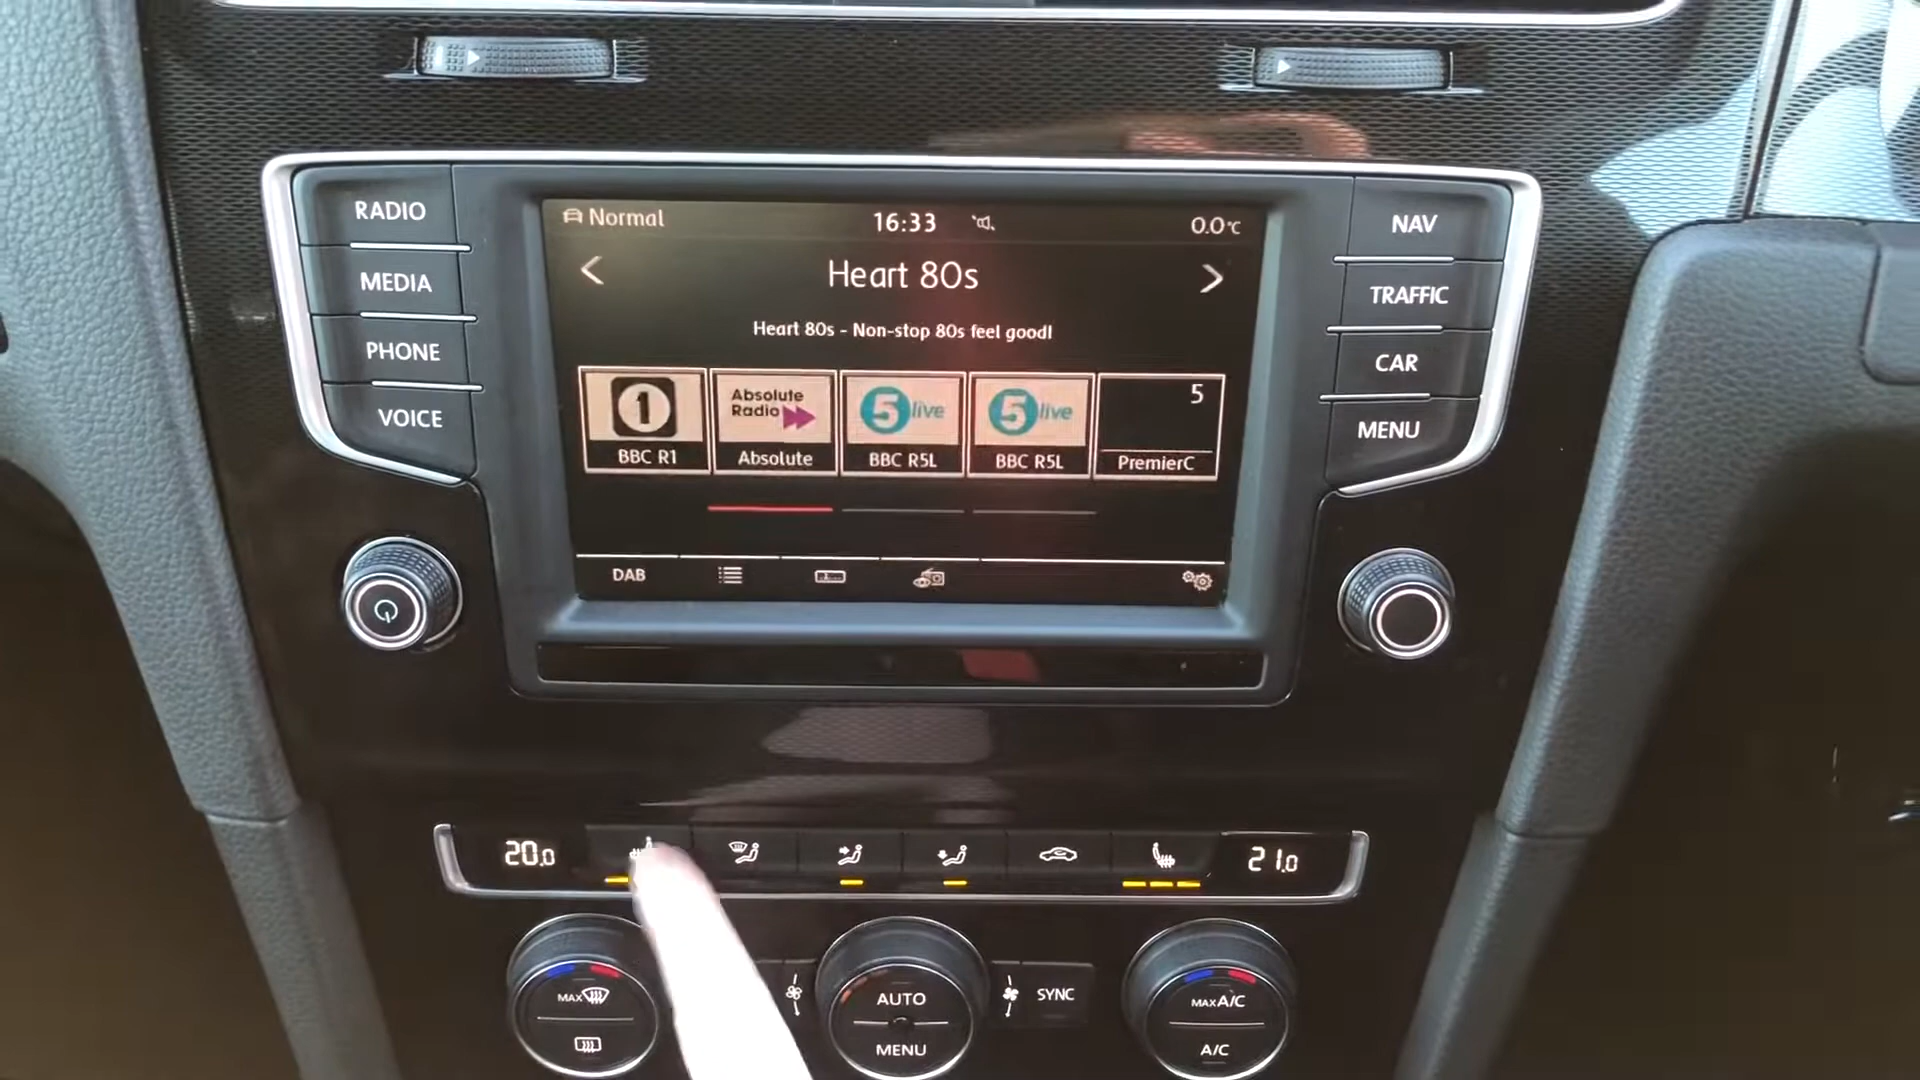 RADIO
MEDIA
PHONE
VOICE
Normal
16:33
0.0°C
Heart 80s
Heart 80s - Non-stop 80s feel good!
1
Absolute
Radio
5 live
5 live
5
BBC R1
Absolute
BBC R5L
BBC R5L
PremierC
DAB
NAV
TRAFFIC
CAR
MENU
20.0
21.0
MAX
AUTO
MENU
SYNC
MAX A/C
A/C